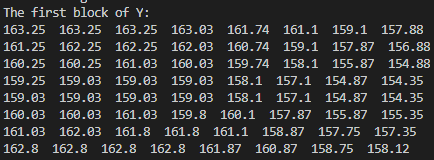 The first block of Y:
163.25 163.25 163.25 163.03 161.74 161.1 159.1 157.88
161.25 162.25 162.25 162.03 160.74 159.1 157.87 156.88
160.25 160.25 161.03 160.03 159.74 158.1 155.87 154.88
159.25 159.03 159.03 159.03 158.1 157.1 154.87 154.35
159.03 159.03 159.03 159.03 158.1 157.1 154.87 154.35
160.03 160.03 161.03 159.8 160.1 157.87 155.87 155.35
161.03 162.03 161.8 161.8 161.1 158.87 157.75 157.35
162.8 162.8 162.8 162.8 161.87 160.87 158.75 158.12